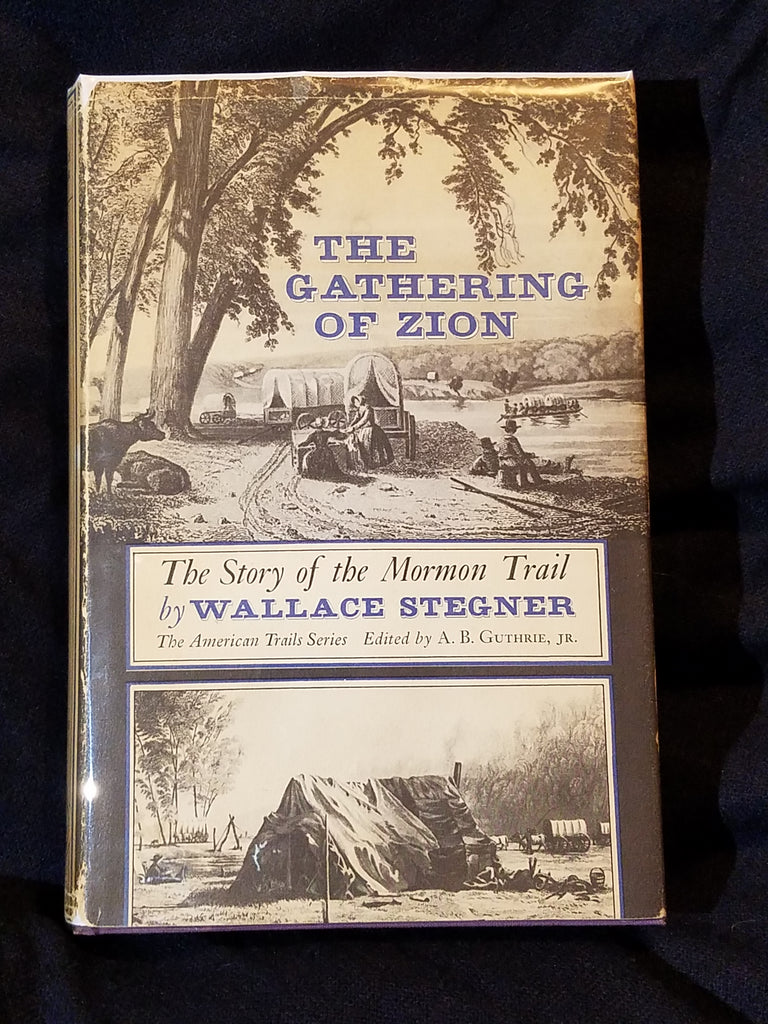 THE
GATHERING
OF ZION
The Story of the Mormon Trail
by WALLACE STEGNER
The American Trails Series Edited by A. B. GUTHRIE, JR.